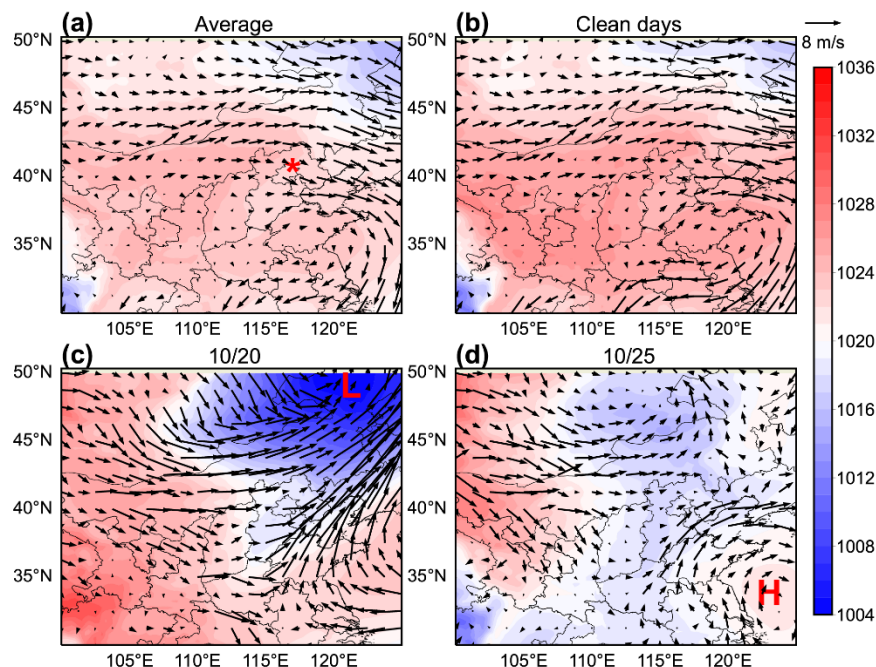 (a) Average
(b) Clean days
8 m/s
50°N
45°N
40°N
35°N
*
105°E 110°E 115°E 120°E
105°E 110°E 115°E 120°E
(c) 10/20
(d) 10/25
50°N
45°N
40°N
35°N
L
H
105°E 110°E 115°E 120°E
105°E 110°E 115°E 120°E
1036
1032
1028
1024
1020
1016
1012
1008
1004
50°N
45°N
40°N
35°N
50°N
45°N
40°N
35°N